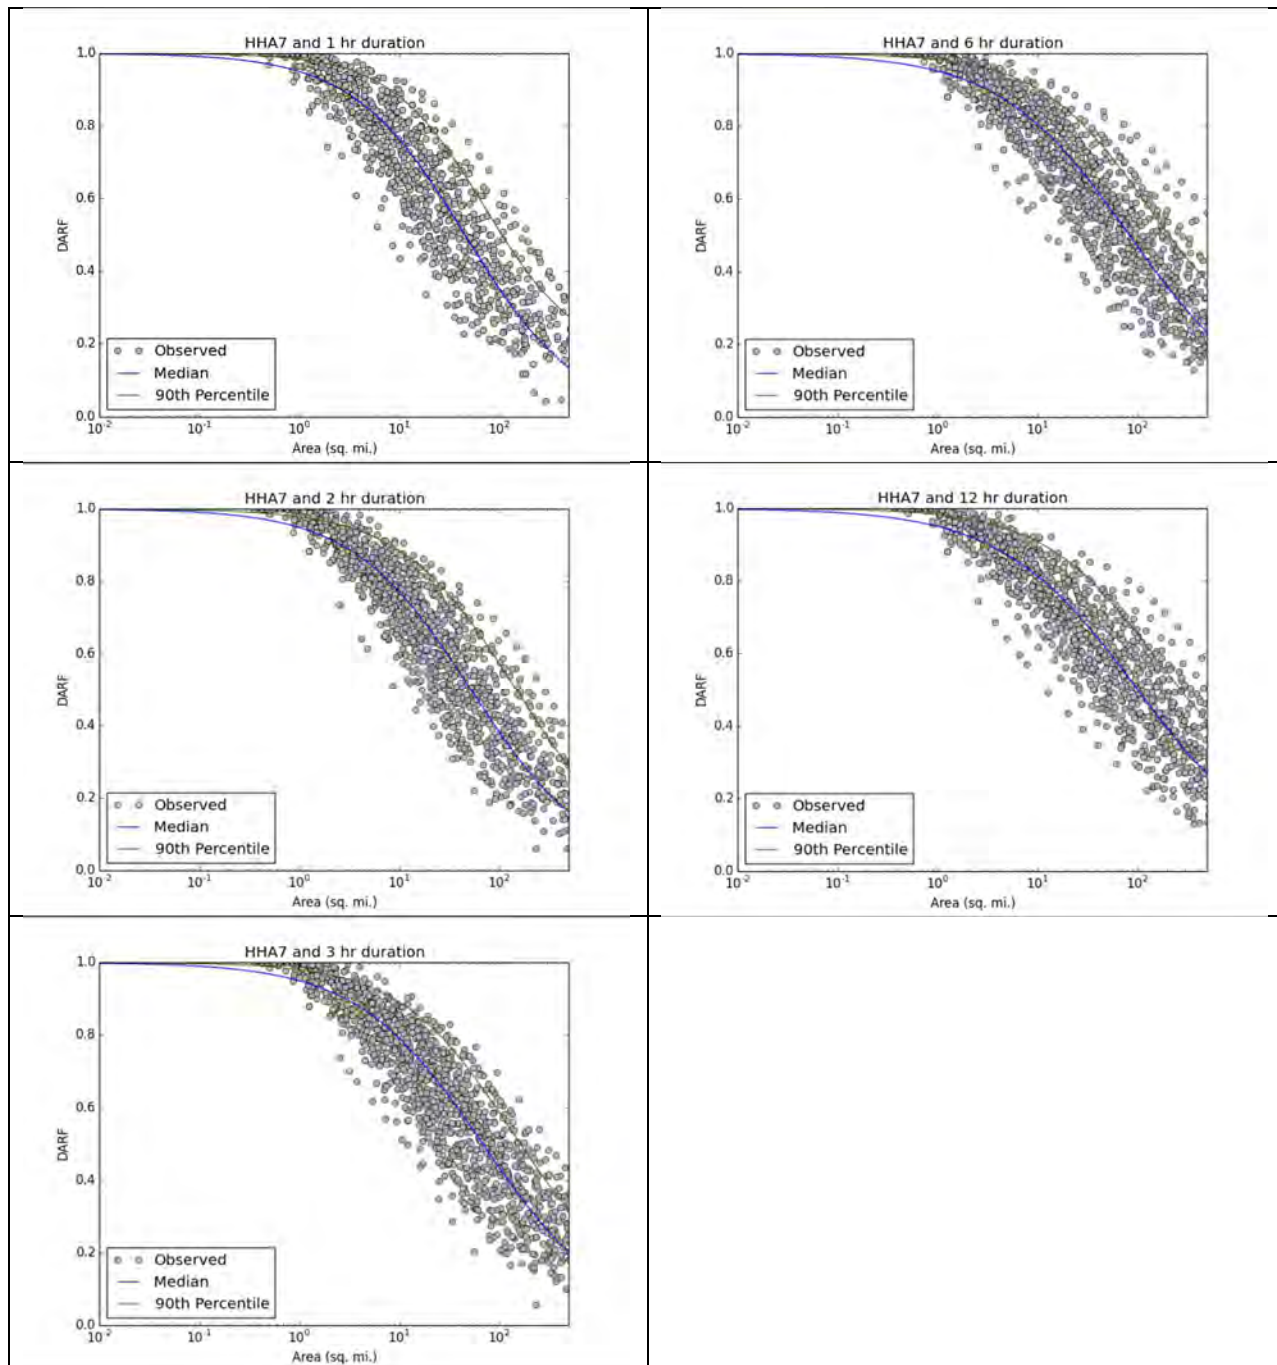 HHA7 and 1 hr duration
1.0
0.8
0.6
DARF
0.4
0.2
0.0
Observed
Median
90th Percentile
10-2
10-1
100
101
102
Area (sq. mi.)
HHA7 and 6 hr duration
1.0
0.8
0.6
DARF
0.4
0.2
0.0
Observed
Median
90th Percentile
10-2
10-1
100
101
102
Area (sq. mi.)
HHA7 and 2 hr duration
1.0
0.8
0.6
DARF
0.4
0.2
0.0
Observed
Median
90th Percentile
10-2
10-1
100
101
102
Area (sq. mi.)
HHA7 and 12 hr duration
1.0
0.8
0.6
DARF
0.4
0.2
0.0
Observed
Median
90th Percentile
10-2
10-1
100
101
102
Area (sq. mi.)
HHA7 and 3 hr duration
1.0
0.8
0.6
DARF
0.4
0.2
0.0
Observed
Median
90th Percentile
10-2
10-1
100
101
102
Area (sq. mi.)